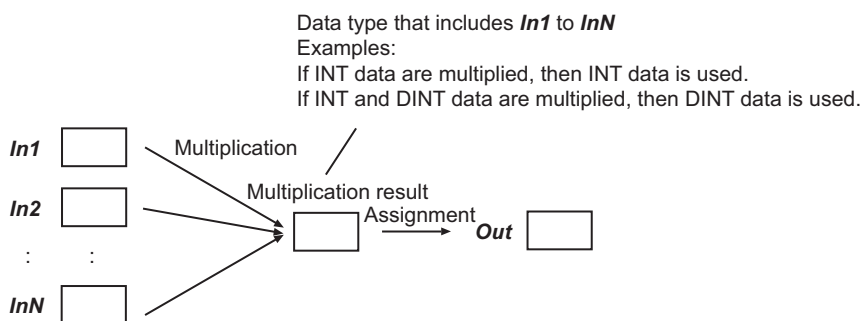 Data type that includes In1 to InN
Examples:
If INT data are multiplied, then INT data is used.
If INT and DINT data are multiplied, then DINT data is used.
In1
Multiplication
In2
Multiplication result
Assignment
Out
: :
InN